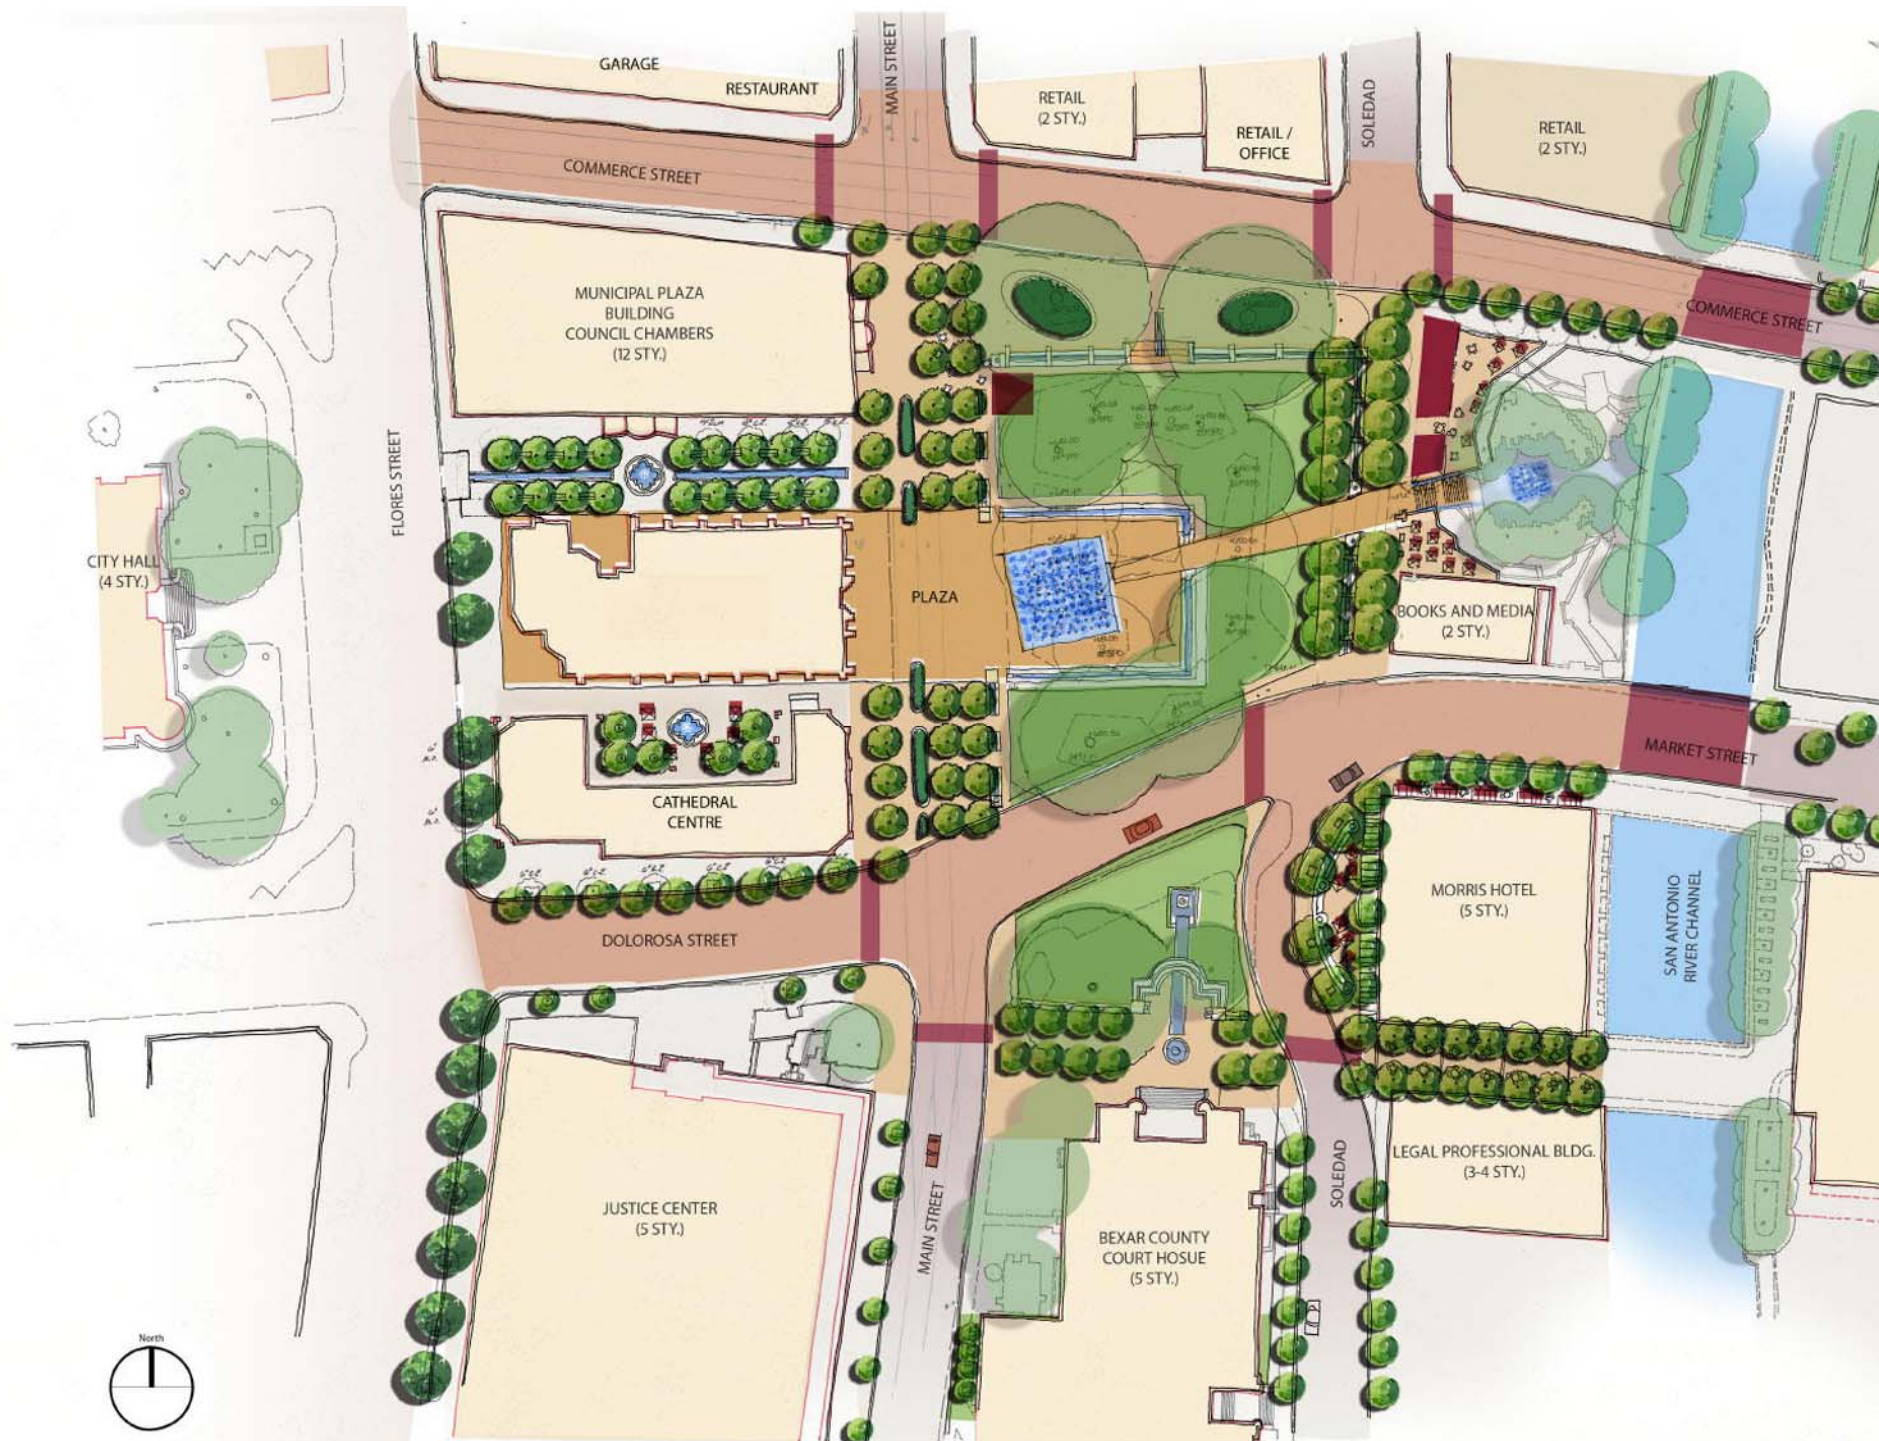 GARAGE
RESTAURANT
MAIN STREET
RETAIL
(2 STY.)
RETAIL /
OFFICE
SOLEDAD
RETAIL
(2 STY.)
COMMERCE STREET
COMMERCE STREET
MUNICIPAL PLAZA
BUILDING
COUNCIL CHAMBERS
(12 STY.)
FLORES STREET
CITY HALL
(4 STY.)
PLAZA
BOOKS AND MEDIA
(2 STY.)
MARKET STREET
CATHEDRAL
CENTRE
DOLOROSA STREET
MORRIS HOTEL
(5 STY.)
SAN ANTONIO
RIVER CHANNEL
JUSTICE CENTER
(5 STY.)
MAIN STREET
BEXAR COUNTY
COURT HOSUE
(5 STY.)
SOLEDAD
LEGAL PROFESSIONAL BLDG.
(3-4 STY.)
North